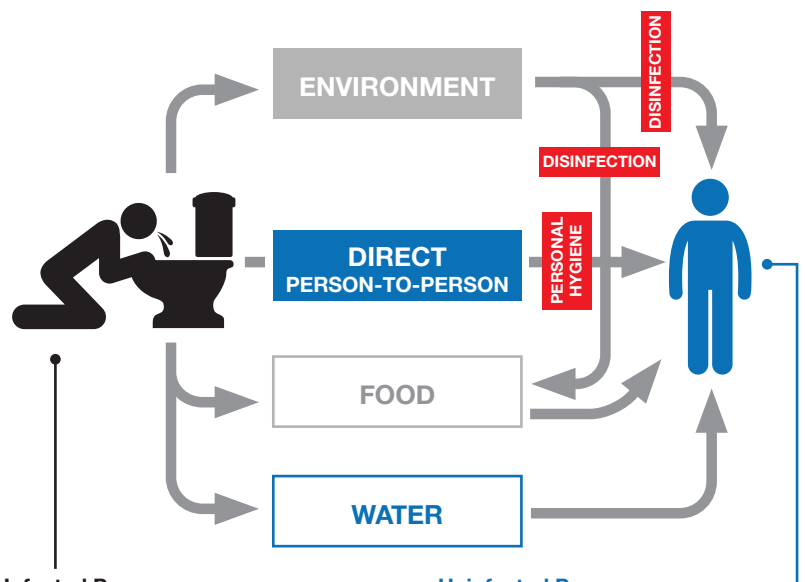 ENVIRONMENT
DISINFECTION
DISINFECTION
DIRECT
PERSON-TO-PERSON
PERSONAL
HYGIENE
FOOD
WATER